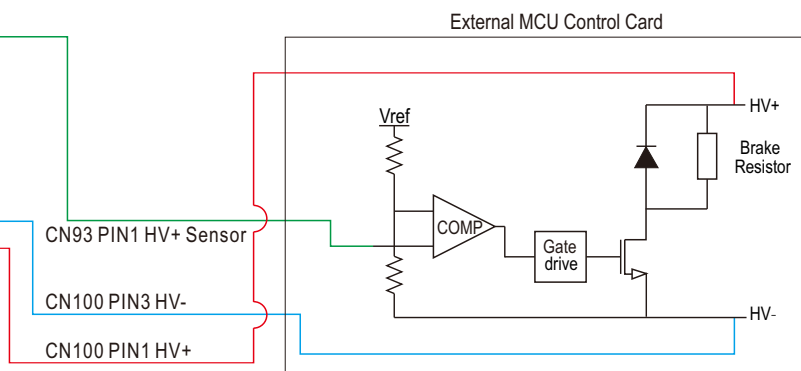 External MCU Control Card
HV+
Vref
Brake
Resistor
CN93 PIN1 HV+ Sensor
COMP
Gate
drive
CN100 PIN3 HV-
HV-
CN100 PIN1 HV+